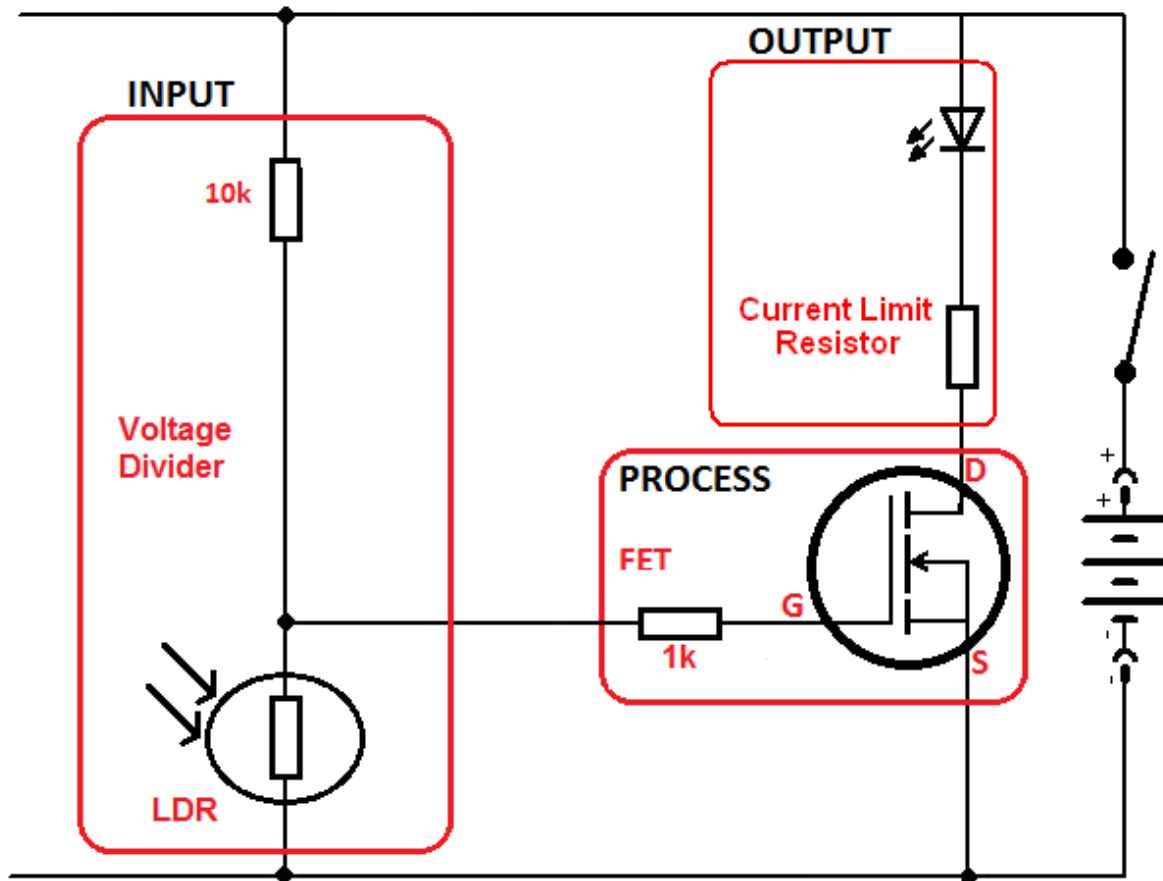 OUTPUT
INPUT
10k
Current Limit
Resistor
Voltage
Divider
PROCESS
D
+
+
FET
G
1k
S
-
-
LDR